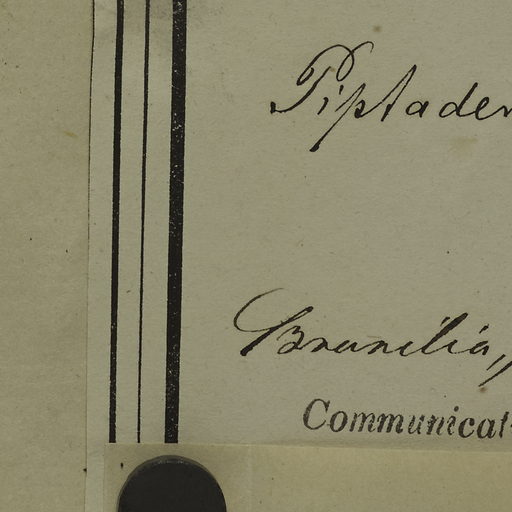 Piptaden
Brasilia,
Communicat